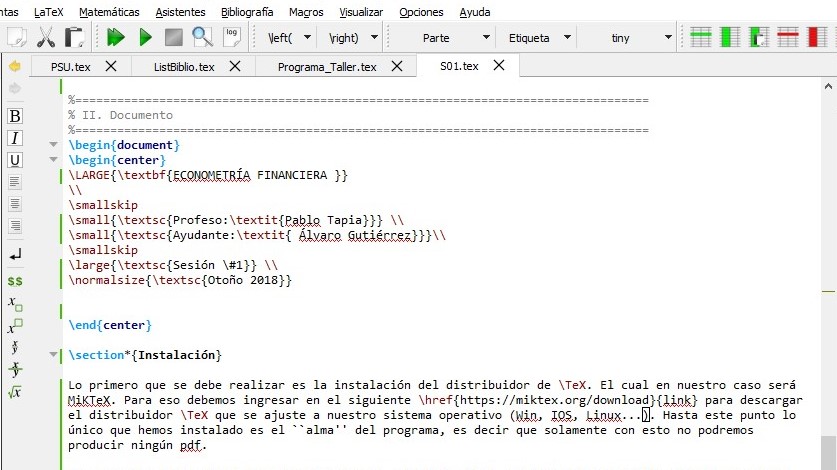 ntas LaTeX Matemáticas Asistentes Bibliografía Macros Visualizar Opciones Ayuda
log \left( \right) Parte Etiqueta tiny
PSU.tex X ListBiblio.tex X Programa_Taller.tex X S01.tex X
%==================================================================================
% II. Documento
%==================================================================================
\begin{document}
\begin{center}
\LARGE{\textbf{ECONOMETRÍA FINANCIERA }}
\\
\smallskip
\small{\textsc{Profeso:\textit{Pablo Tapia}}} \\
\small{\textsc{Ayudante:\textit{ Álvaro Gutiérrez}}}\\
\smallskip
\large{\textsc{Sesión \#1}} \\
\normalsize{\textsc{Otoño 2018}}
\end{center}
\section*{Instalación}
Lo primero que se debe realizar es la instalación del distribuidor de \TeX. El cual en nuestro caso será
MiKTeX. Para eso debemos ingresar en el siguiente \href{https://miktex.org/download}{link} para descargar
el distribuidor \TeX que se ajuste a nuestro sistema operativo (Win, IOS, Linux...). Hasta este punto lo
único que hemos instalado es el ``alma'' del programa, es decir que solamente con esto no podremos
producir ningún pdf.
B
I
U
$$
x
x
x
y
x
y
√x